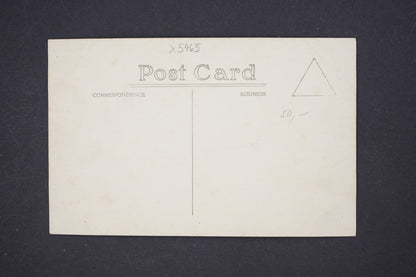 x5965
Post Card
CORRESPONDENCE
ADDRESS
50,-